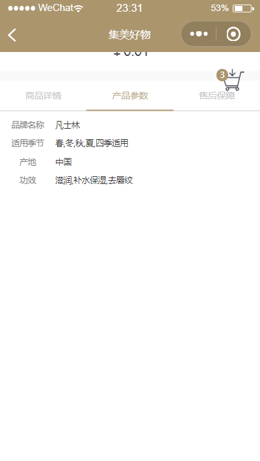 WeChat 23:31 53%
集美好物
¥ 0.01
3
商品详情 产品参数 售后保障
品牌名称 凡士林
适用季节 春,冬,秋,夏,四季适用
产地 中国
功效 滋润,补水保湿,去唇纹